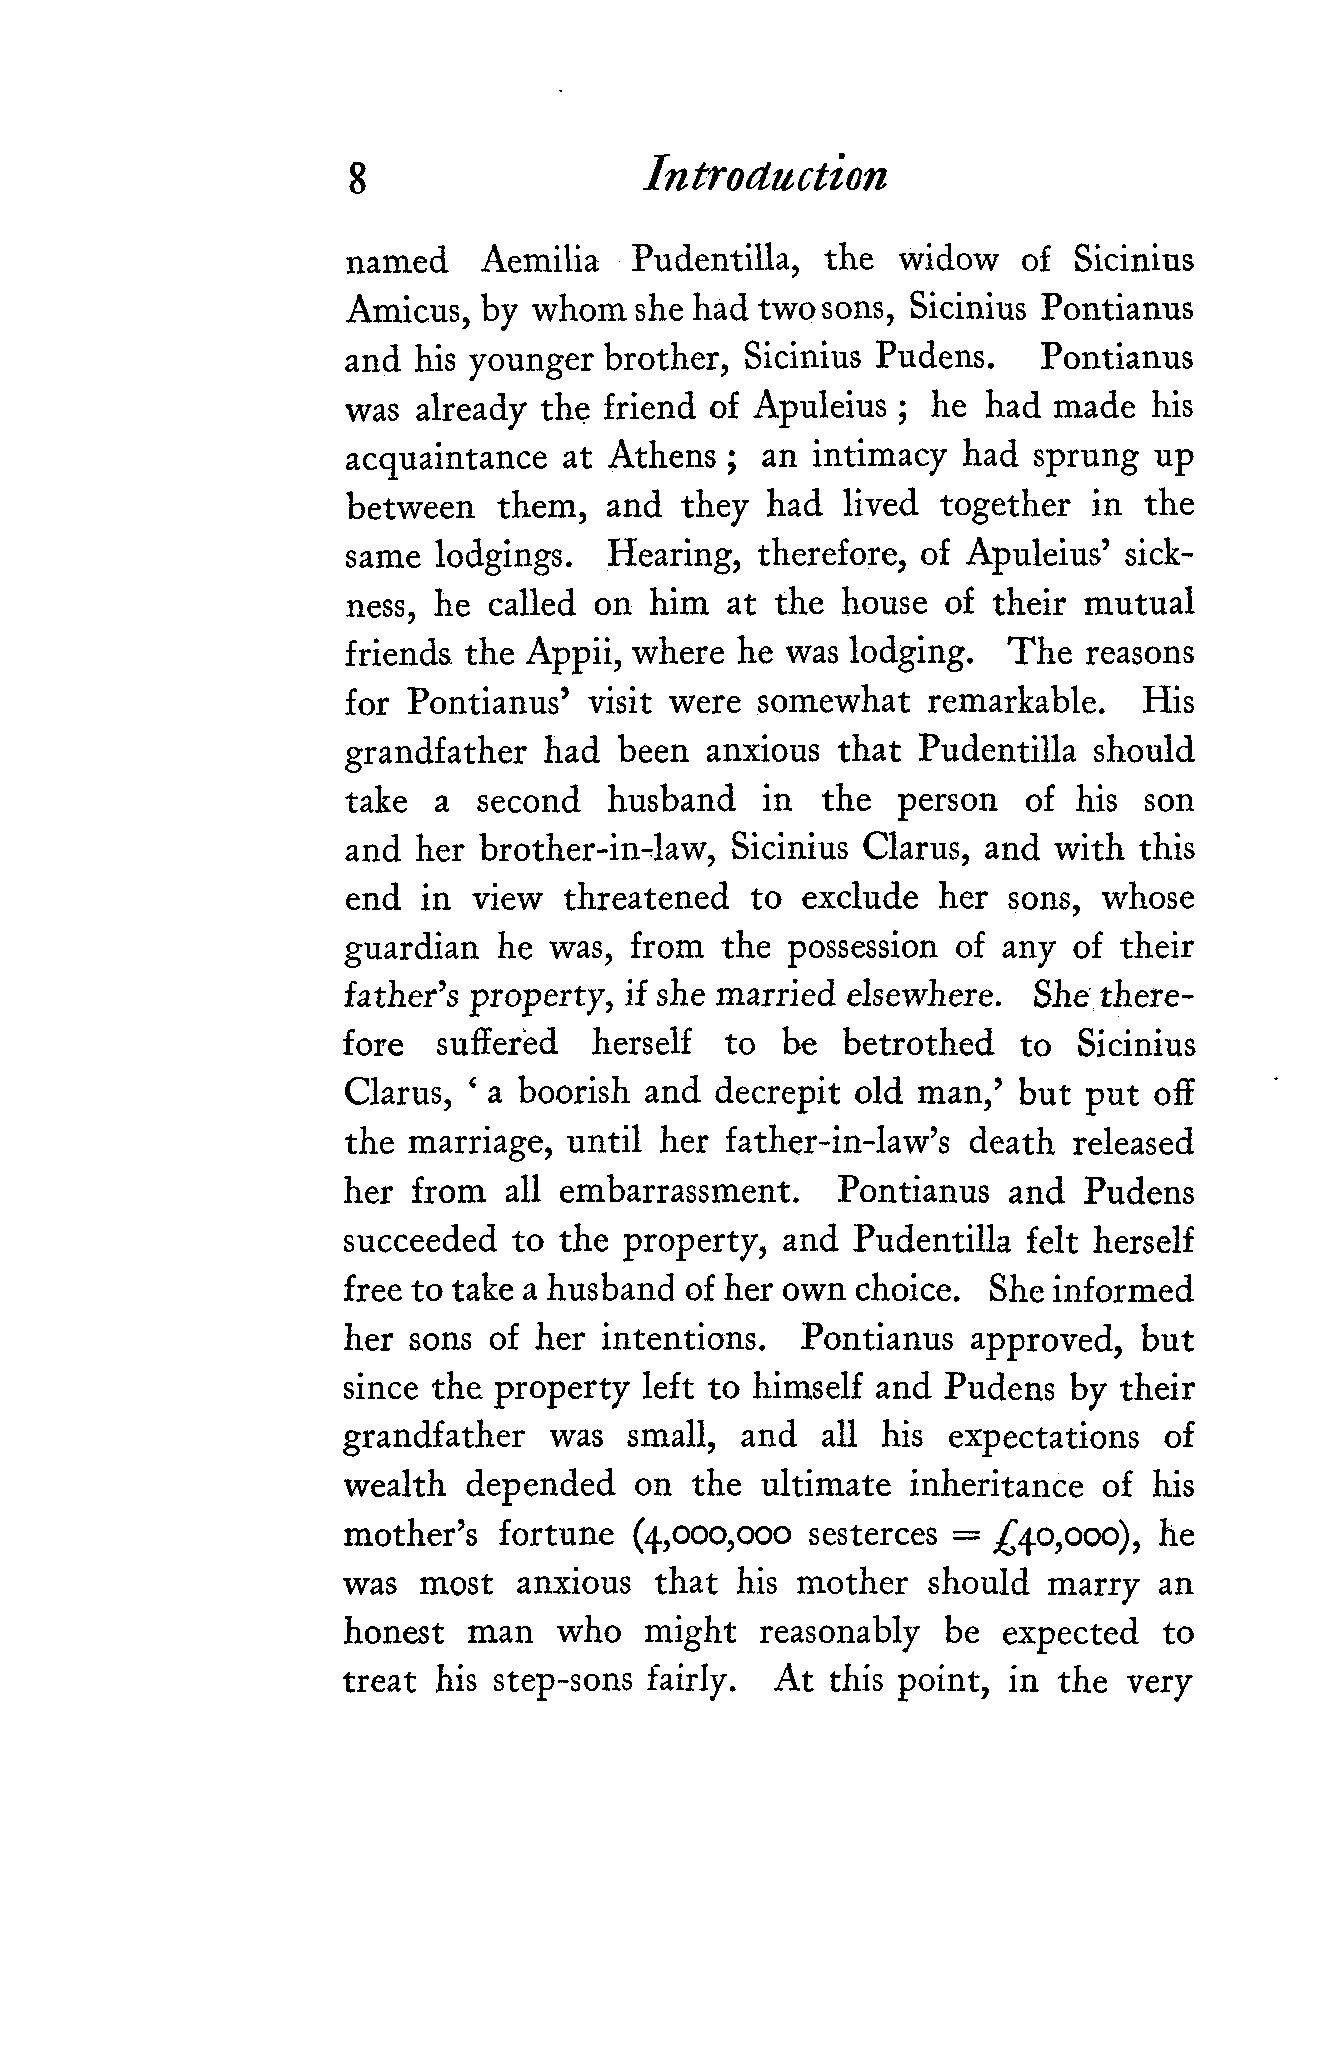 8 Introduction
named Aemilia Pudentilla, the widow of Sicinius
Amicus, by whom she had two sons, Sicinius Pontianus
and his younger brother, Sicinius Pudens. Pontianus
was already the friend of Apuleius ; he had made his
acquaintance at Athens ; an intimacy had sprung up
between them, and they had lived together in the
same lodgings. Hearing, therefore, of Apuleius’ sick-
ness, he called on him at the house of their mutual
friends the Appii, where he was lodging. The reasons
for Pontianus’ visit were somewhat remarkable. His
grandfather had been anxious that Pudentilla should
take a second husband in the person of his son
and her brother-in-law, Sicinius Clarus, and with this
end in view threatened to exclude her sons, whose
guardian he was, from the possession of any of their
father’s property, if she married elsewhere. She there-
fore suffered herself to be betrothed to Sicinius
Clarus, ‘ a boorish and decrepit old man,’ but put off
the marriage, until her father-in-law’s death released
her from all embarrassment. Pontianus and Pudens
succeeded to the property, and Pudentilla felt herself
free to take a husband of her own choice. She informed
her sons of her intentions. Pontianus approved, but
since the property left to himself and Pudens by their
grandfather was small, and all his expectations of
wealth depended on the ultimate inheritance of his
mother’s fortune (4,000,000 sesterces = £40,000), he
was most anxious that his mother should marry an
honest man who might reasonably be expected to
treat his step-sons fairly. At this point, in the very